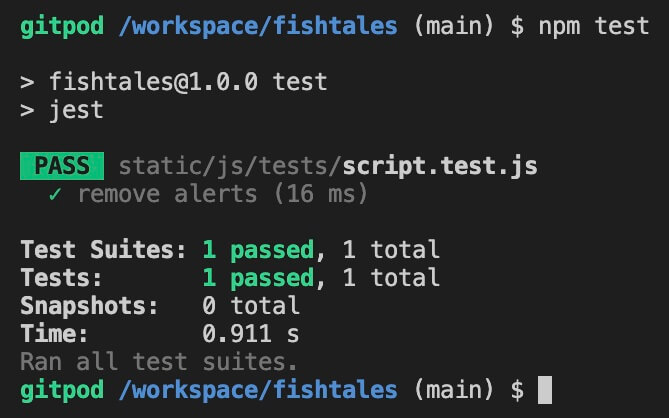 gitpod /workspace/fishtales (main) $ npm test
> fishtales@1.0.0 test
> jest
PASS static/js/tests/script.test.js
✓ remove alerts (16 ms)
Test Suites: 1 passed, 1 total
Tests: 1 passed, 1 total
Snapshots: 0 total
Time: 0.911 s
Ran all test suites.
gitpod /workspace/fishtales (main) $